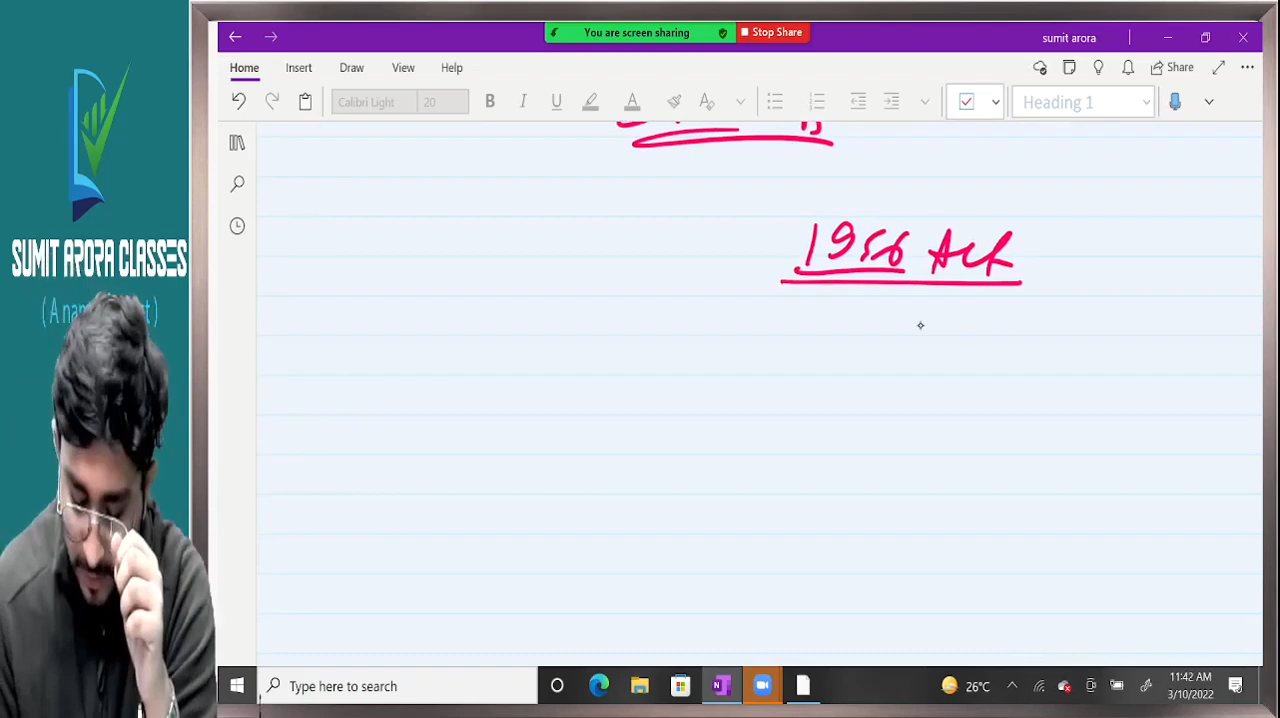 You are screen sharing
Stop Share
sumit arora
Home
Insert
Draw
View
Help
Share
Calibri Light
20
B
I
U
A
Heading 1
SUMIT ARORA CLASSES
1956 Act
Type here to search
26°C
11:42 AM
3/10/2022